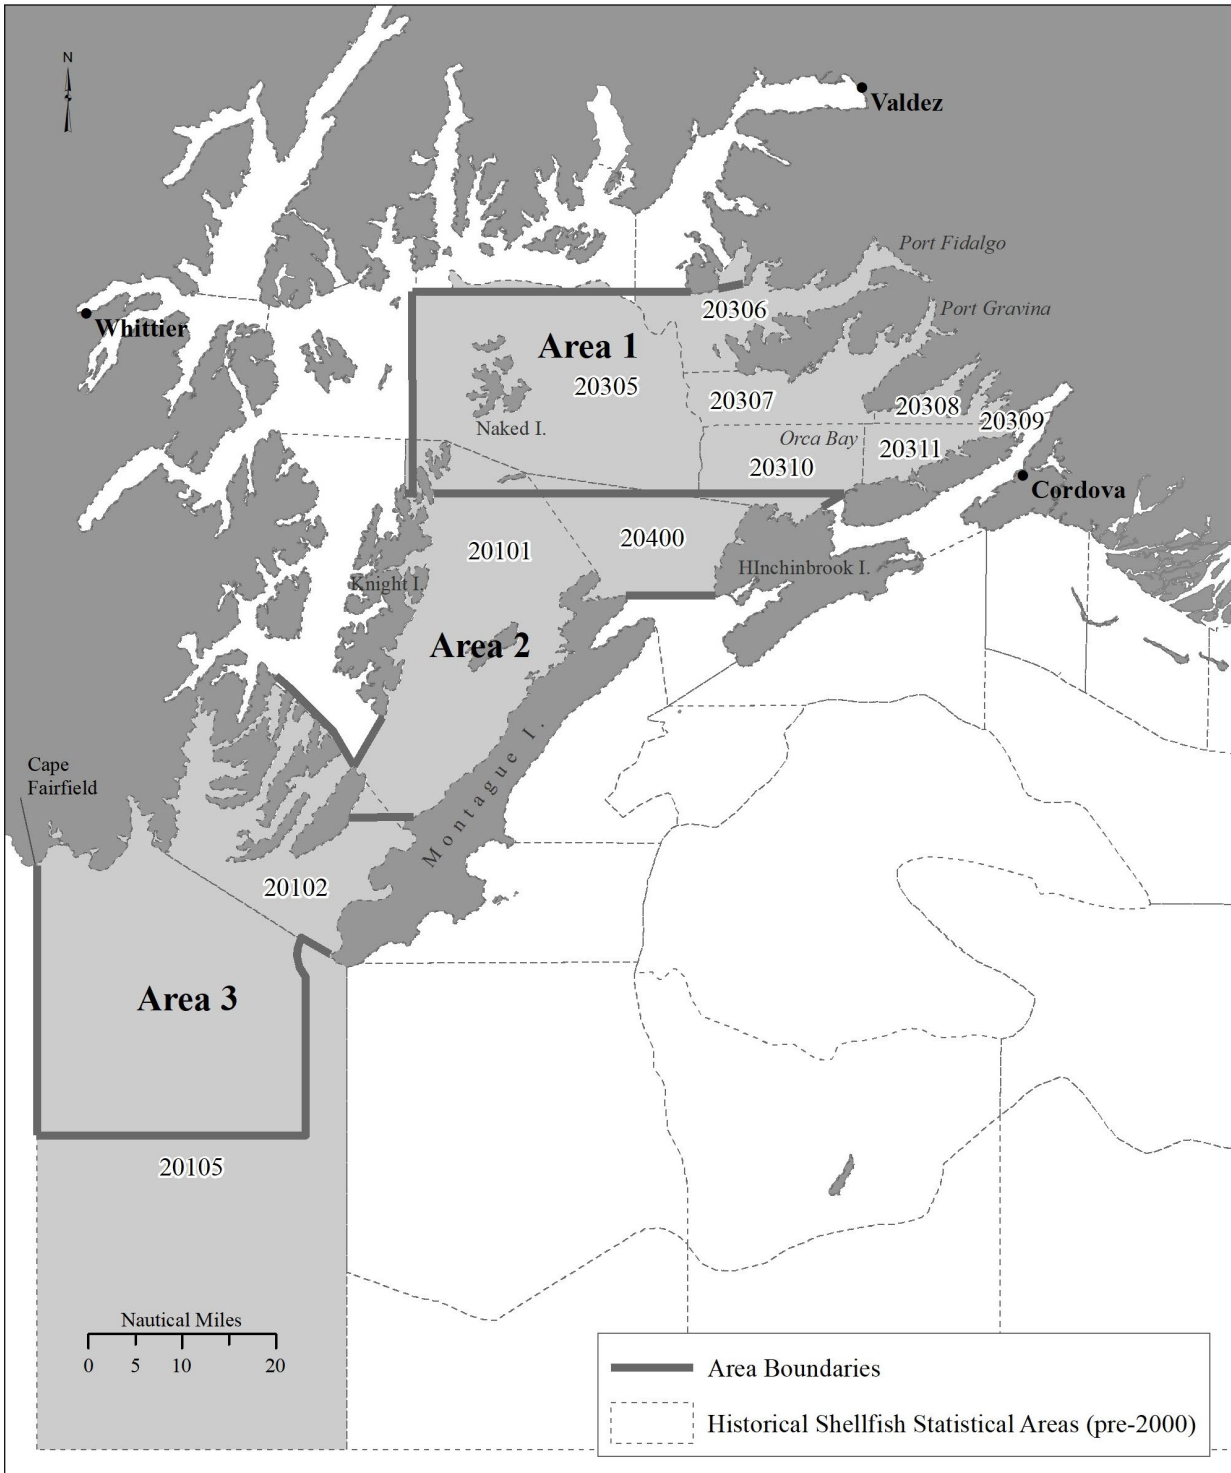 N
Valdez
Port Fidalgo
20306
Port Gravina
Whittier
Area 1
20305
20307
20308
20309
Naked I.
Orca Bay
20311
20310
Cordova
20101
20400
Knight I.
HInchinbrook I.
Area 2
Montague I.
Cape
Fairfield
20102
Area 3
20105
Nautical Miles
0 5 10 20
Area Boundaries
Historical Shellfish Statistical Areas (pre-2000)